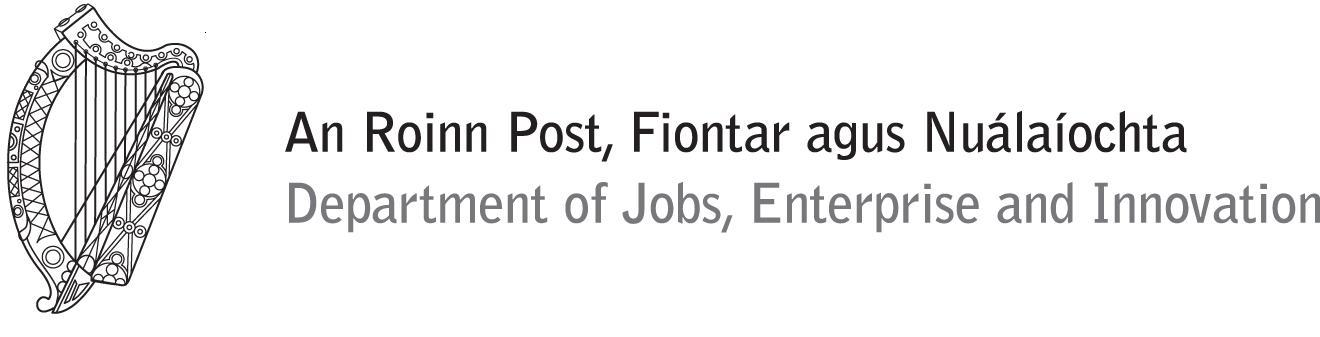 An Roinn Post, Fiontar agus Nuálaíochta
Department of Jobs, Enterprise and Innovation